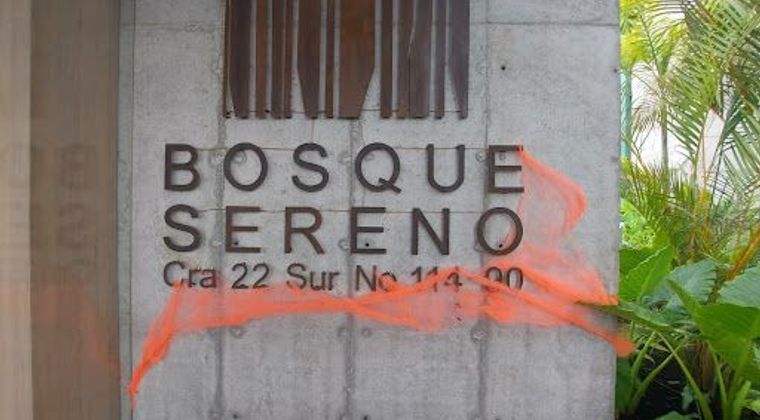 BOSQUE
SERENO
Cra 22 Sur No 114 90